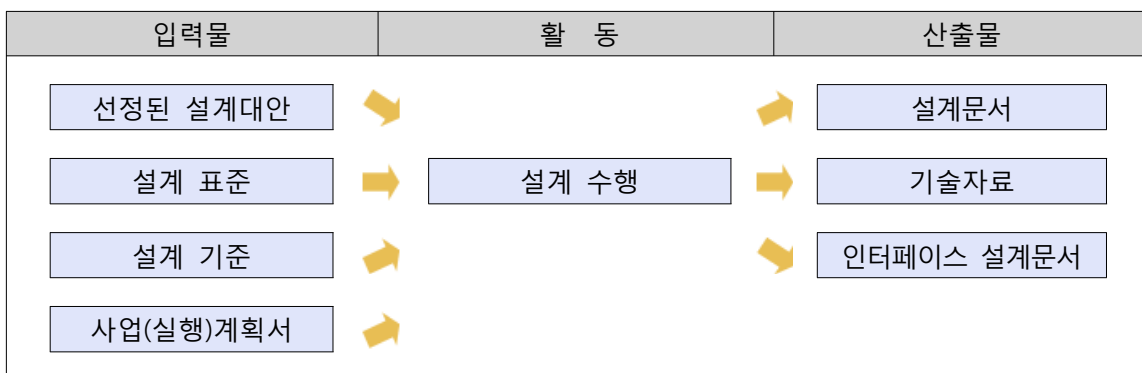 입력물 활 동 산출물
선정된 설계대안 설계문서
설계 표준 설계 수행 기술자료
설계 기준 인터페이스 설계문서
사업(실행)계획서